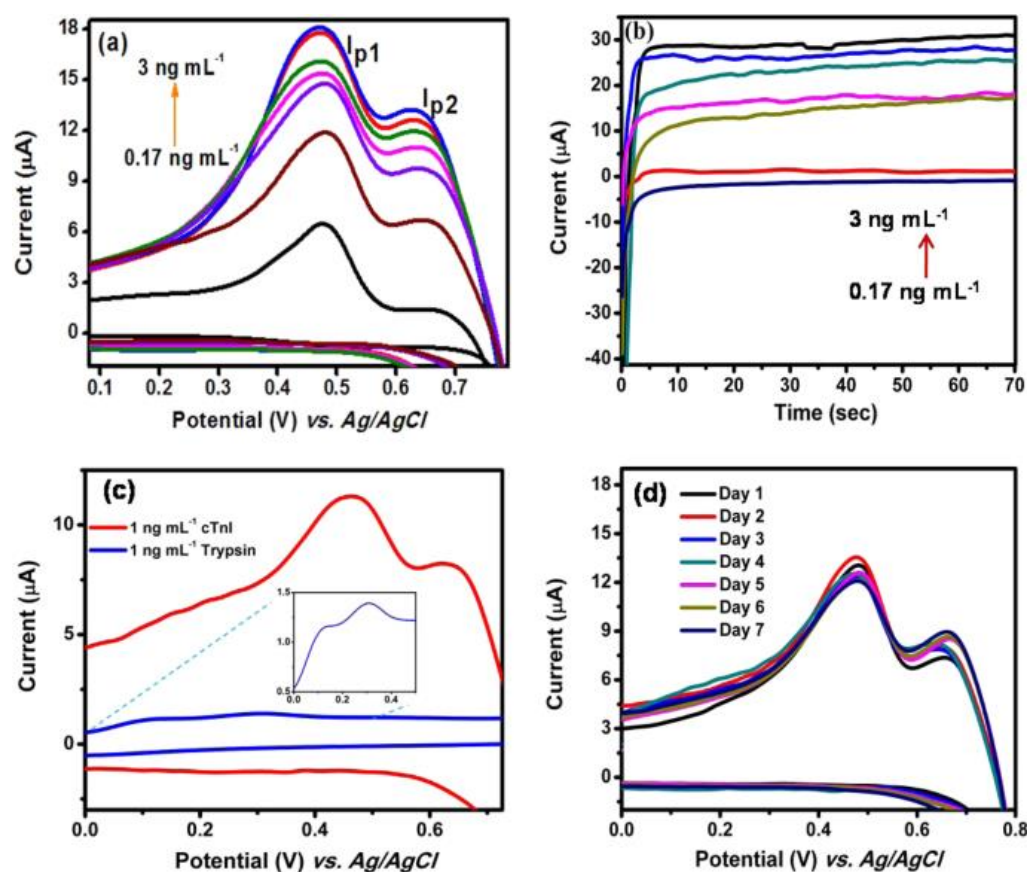 (a)
3 ng mL⁻¹
0.17 ng mL⁻¹
Ip1
Ip2
18
15
12
9
6
3
0
Current (µA)
0.1 0.2 0.3 0.4 0.5 0.6 0.7
Potential (V) vs. Ag/AgCl
(b)
30
20
10
0
-10
-20
-30
-40
Current (µA)
3 ng mL⁻¹
0.17 ng mL⁻¹
0 10 20 30 40 50 60 70
Time (sec)
(c)
1 ng mL⁻¹ cTnI
1 ng mL⁻¹ Trypsin
10
5
0
Current (µA)
1.5
1.0
0.5
0.0 0.2 0.4
0.0 0.2 0.4 0.6
Potential (V) vs. Ag/AgCl
(d)
Day 1
Day 2
Day 3
Day 4
Day 5
Day 6
Day 7
18
15
12
9
6
3
0
Current (µA)
0.0 0.2 0.4 0.6 0.8
Potential (V) vs. Ag/AgCl